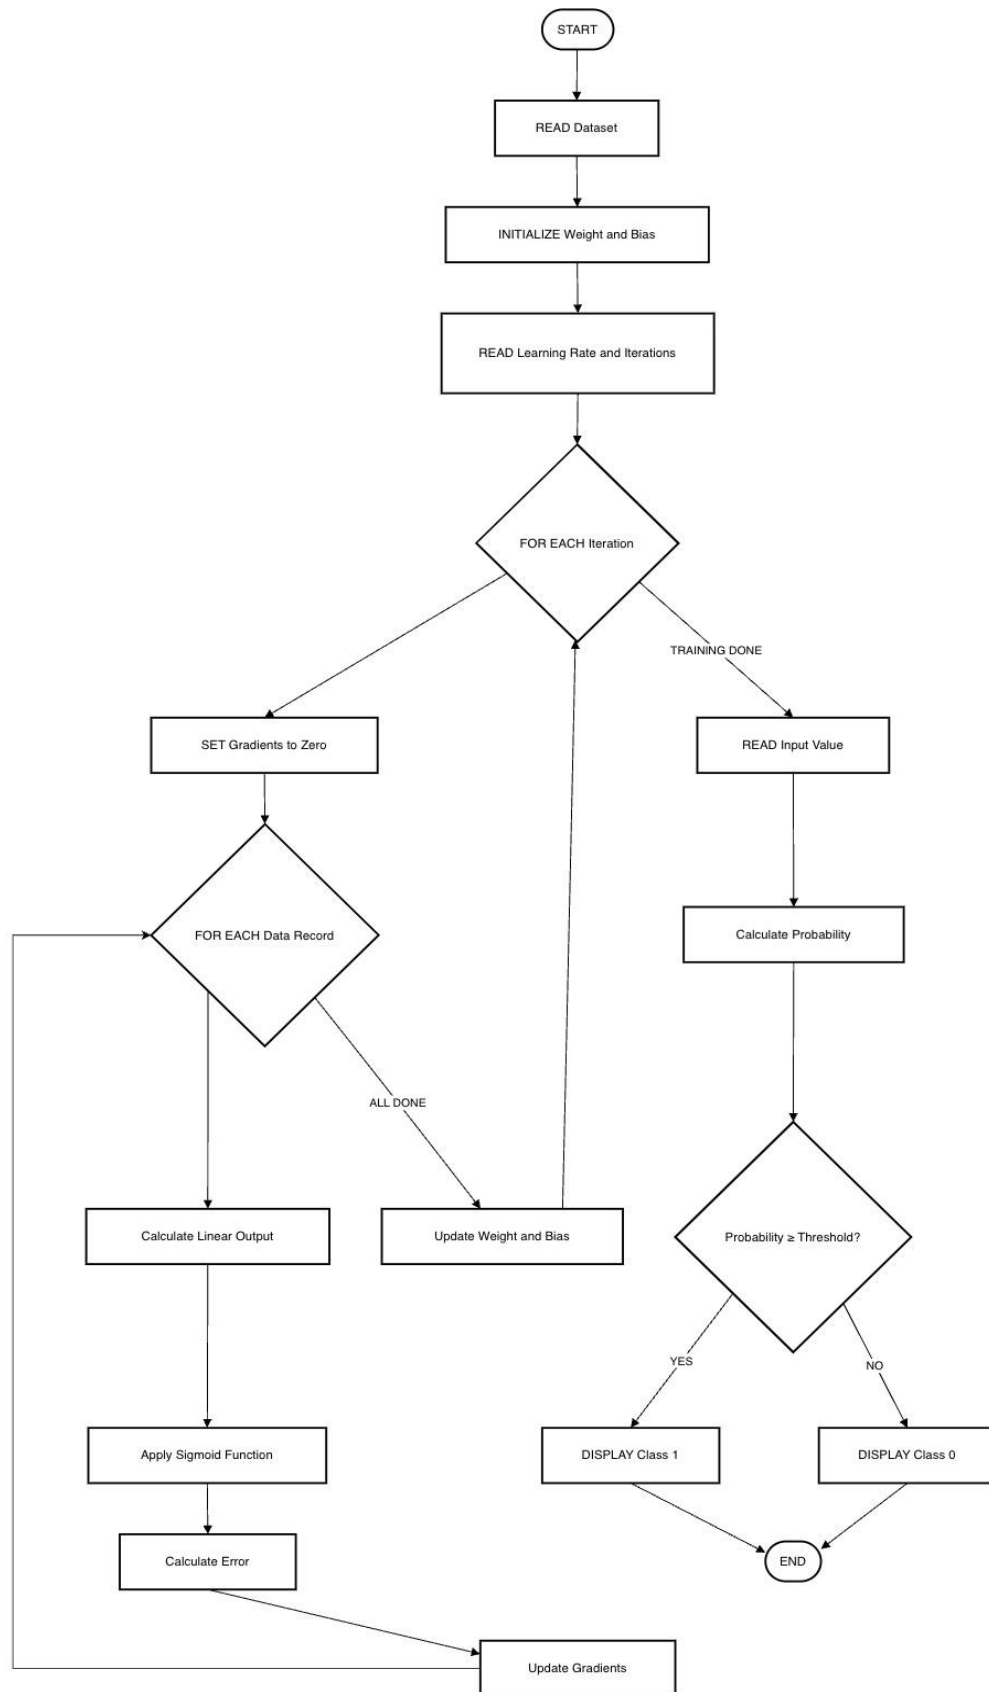 START
READ Dataset
INITIALIZE Weight and Bias
READ Learning Rate and Iterations
FOR EACH Iteration
TRAINING DONE
SET Gradients to Zero
READ Input Value
FOR EACH Data Record
Calculate Probability
ALL DONE
Calculate Linear Output
Update Weight and Bias
Probability ≥ Threshold?
YES
NO
Apply Sigmoid Function
DISPLAY Class 1
DISPLAY Class 0
Calculate Error
END
Update Gradients